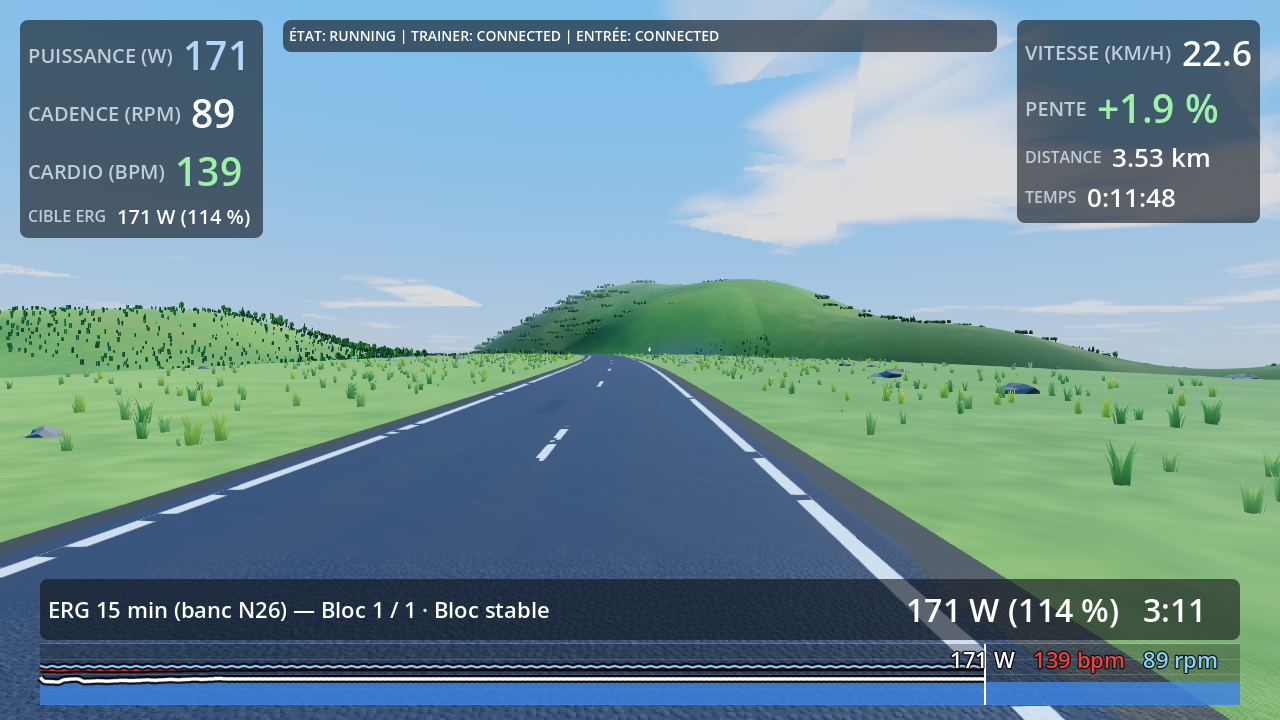 PUISSANCE (W) 171
CADENCE (RPM) 89
CARDIO (BPM) 139
CIBLE ERG 171 W (114 %)
ÉTAT: RUNNING | TRAINER: CONNECTED | ENTRÉE: CONNECTED
VITESSE (KM/H) 22.6
PENTE +1.9 %
DISTANCE 3.53 km
TEMPS 0:11:48
ERG 15 min (banc N26) — Bloc 1 / 1 · Bloc stable 171 W (114 %) 3:11
171 W 139 bpm 89 rpm